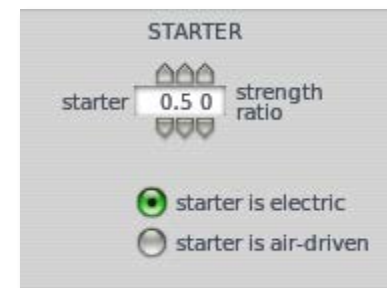 STARTER
starter 0.5 0 strength
ratio
starter is electric
starter is air-driven